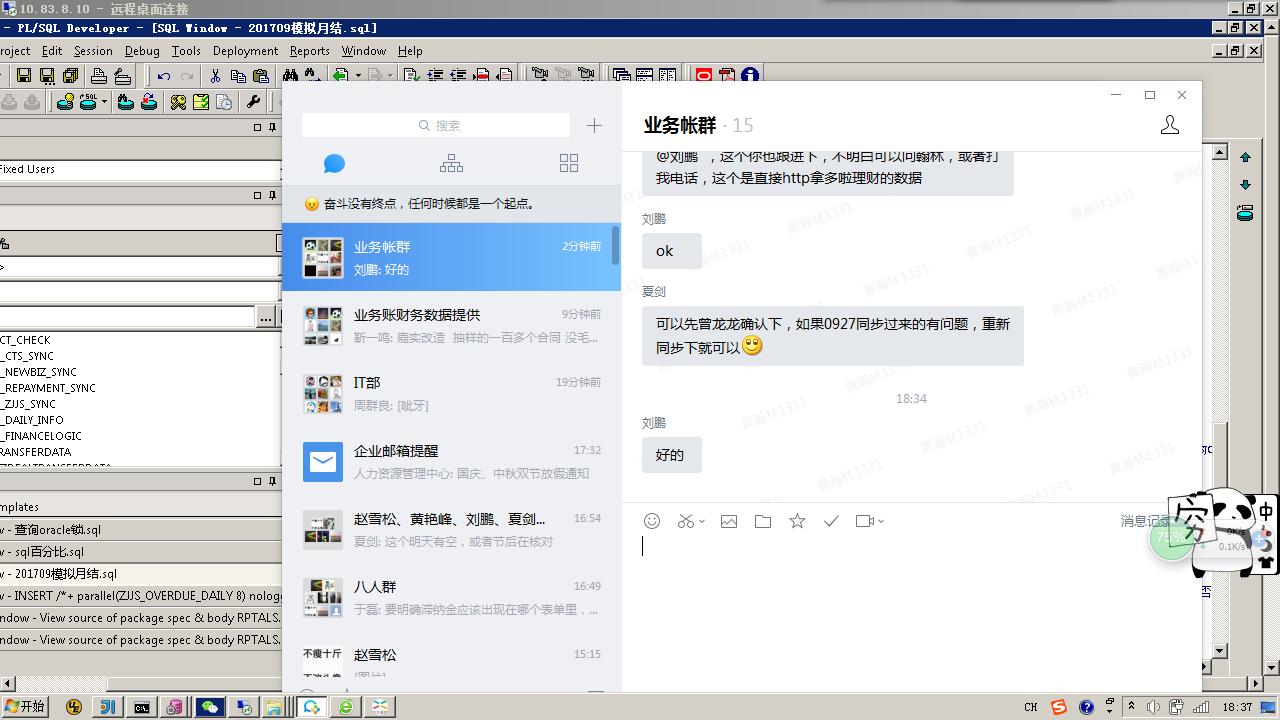 10.83.8.10 - 远程桌面连接
- PL/SQL Developer - [SQL Window - 201709模拟月结.sql]
roject Edit Session Debug Tools Deployment Reports Window Help
Fixed Users
CT_CHECK
_CTS_SYNC
_NEWBIZ_SYNC
_REPAYMENT_SYNC
_ZJJS_SYNC
_DAILY_INFO
_FINANCELOGIC
RANSFERDATA
mplates
w - 查询oracle锁.sql
w - sql百分比.sql
w - 201709模拟月结.sql
w - INSERT /* + parallel(ZJJS_OVERDUE_DAILY 8) nologg
ndow - View source of package spec & body RPTALS.
ndow - View source of package spec & body RPTALS.
搜索
奋斗没有终点，任何时候都是一个起点。
业务帐群 2分钟前
刘鹏: 好的
业务账财务数据提供 9分钟前
靳一鸣: 嘉实改造 抽样的一百多个合同 没毛...
IT部 19分钟前
周群良: [呲牙]
企业邮箱提醒 17:32
人力资源管理中心: 国庆、中秋双节放假通知
赵雪松、黄艳峰、刘鹏、夏剑... 16:54
夏剑: 这个明天有空，或者节后在核对
八人群 16:49
于磊: 要明确滞纳金应该出现在哪个表单里，...
赵雪松 15:15
[图片]
不瘦十斤
业务帐群 · 15
@刘鹏 ，这个你也跟进下，不明白可以问翰林，或者打
我电话，这个是直接http拿多啦理财的数据
刘鹏
ok
夏剑
可以先曾龙龙确认下，如果0927同步过来的有问题，重新
同步下就可以
18:34
刘鹏
好的
黄瀚林1331
消息记录
75%
0K/s
0.1K/s
中
开始
CH
18:37